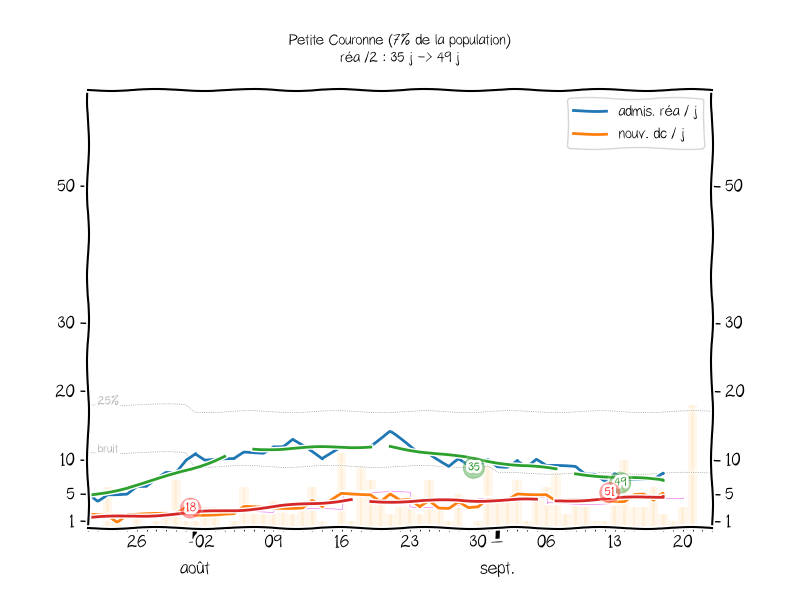 Petite Couronne (7% de la population)
réa /2 : 35 j -> 49 j
admis. réa / j
nouv. dc / j
50 50
30 30
20 20
25%
10 10
bruit
35
49
5 5
51
18
1 1
26 02 09 16 23 30 06 13 20
août sept.